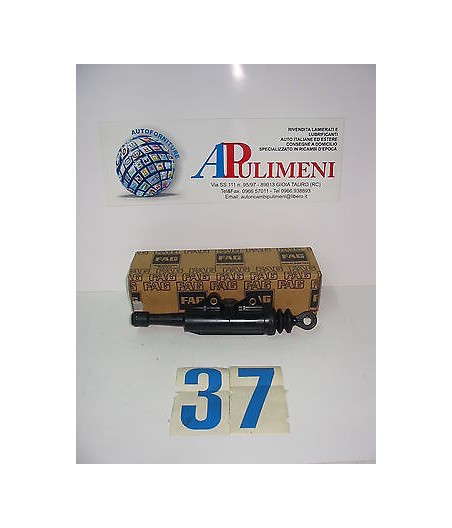 AUTOFORNITURE
RIVENDITA LAMIERATI E
LUBRIFICANTI
AUTO ITALIANE ED ESTERE
CONSEGNE A DOMICILIO
SPECIALIZZATO IN RICAMBI D'EPOCA
APULIMENI
Via SS 111 n. 95/97 - 89013 GIOIA TAURO (RC)
Tel&Fax. 0966 57011 - Tel 0966.938893
Email: autoricambipulimeni@libero.it
FAG FAG FAG FAG
FAG
37